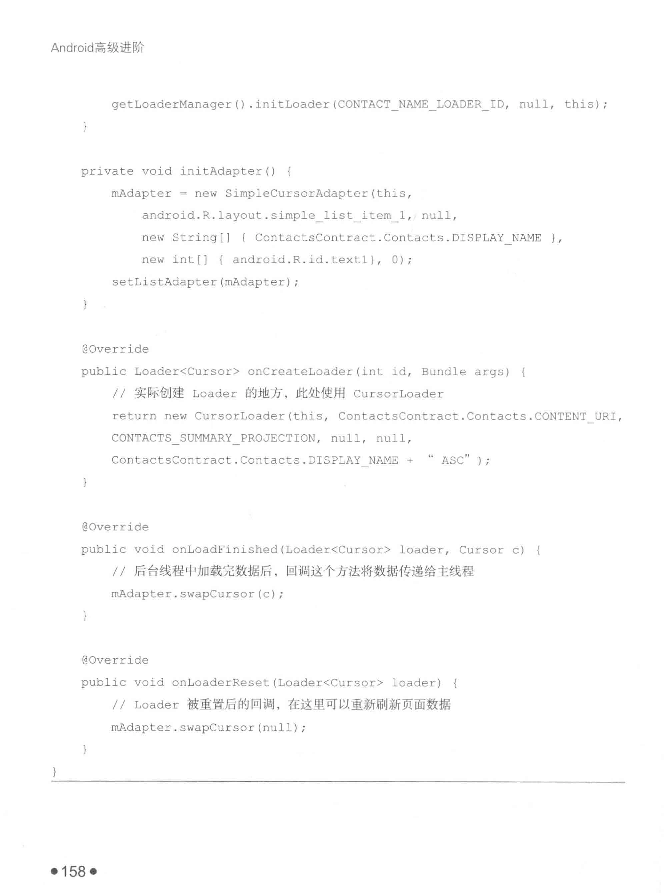 Android高级进阶
getLoaderManager().initLoader(CONTACT_NAME_LOADER_ID, null, this);
}
private void initAdapter() {
mAdapter = new SimpleCursorAdapter(this,
android.R.layout.simple_list_item_1, null,
new String[] { ContactsContract.Contacts.DISPLAY_NAME },
new int[] { android.R.id.text1}, 0);
setListAdapter(mAdapter);
}
@Override
public Loader<Cursor> onCreateLoader(int id, Bundle args) {
// 实际创建 Loader 的地方，此处使用 CursorLoader
return new CursorLoader(this, ContactsContract.Contacts.CONTENT_URI,
CONTACTS_SUMMARY_PROJECTION, null, null,
ContactsContract.Contacts.DISPLAY_NAME + “ ASC” );
}
@Override
public void onLoadFinished(Loader<Cursor> loader, Cursor c) {
// 后台线程中加载完数据后，回调这个方法将数据传递给主线程
mAdapter.swapCursor(c);
}
@Override
public void onLoaderReset(Loader<Cursor> loader) {
// Loader 被重置后的回调，在这里可以重新刷新页面数据
mAdapter.swapCursor(null);
}
}
●158●